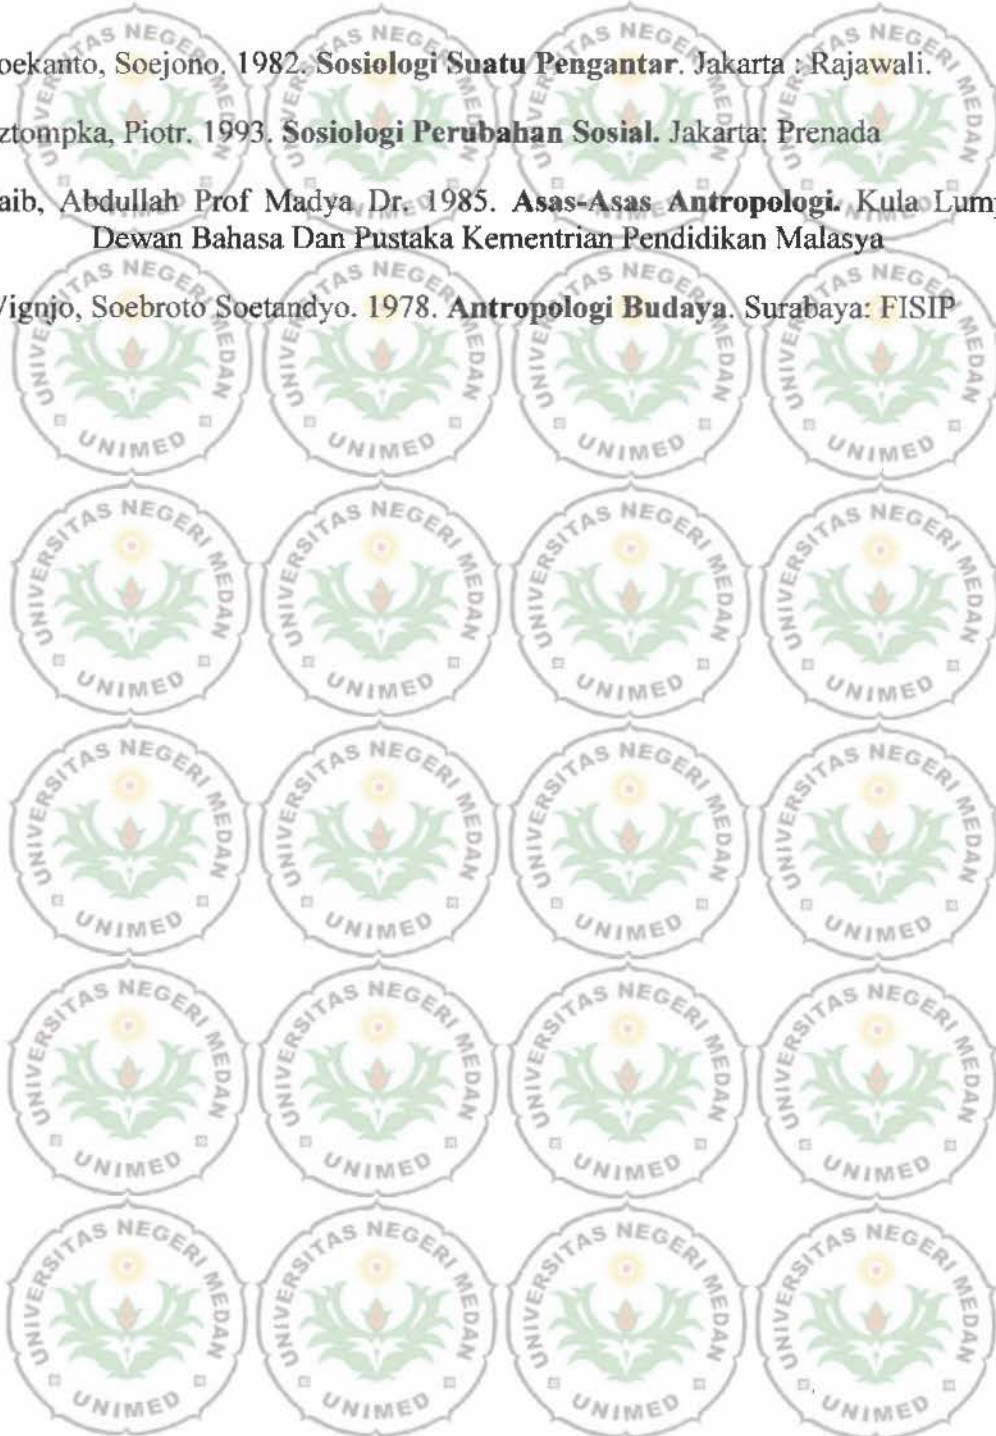 oekanto, Soejono. 1982. Sosiologi Suatu Pengantar. Jakarta : Rajawali.
ztompka, Piotr. 1993. Sosiologi Perubahan Sosial. Jakarta: Prenada
aib, Abdullah Prof Madya Dr. 1985. Asas-Asas Antropologi. Kula Lump
Dewan Bahasa Dan Pustaka Kementrian Pendidikan Malasya
Vignjo, Soebroto Soetandyo. 1978. Antropologi Budaya. Surabaya: FISIP
UNIVERSITAS NEGERI MEDAN
UNIMED